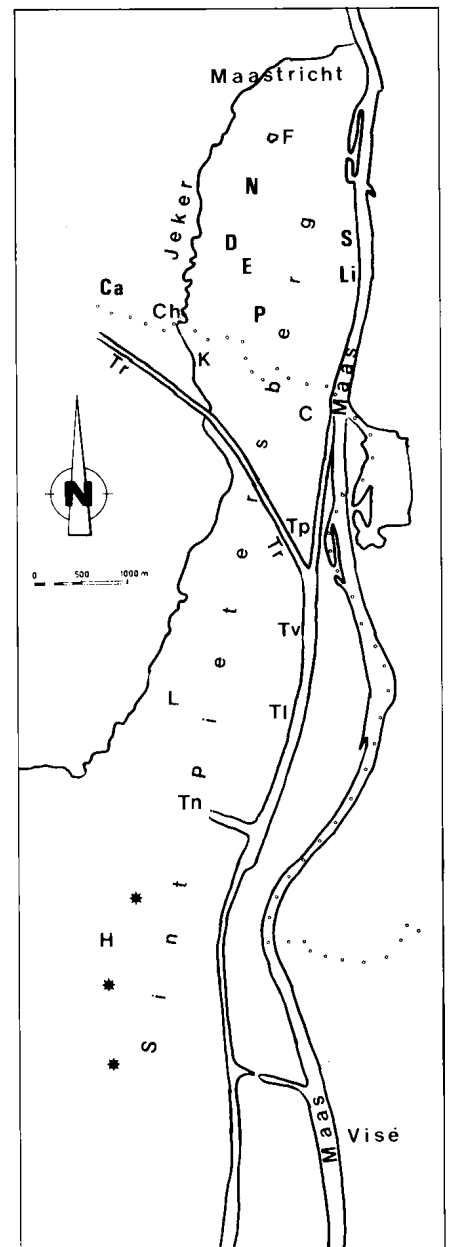 Maastricht
F
N
Jeker
D
E
S
Li
Ca
Ch
P
K
C
Maas
Tr
N
0 500 1000 m
Tp
Tr
Tv
L
Tl
Tn
H
Sint Pietersberg
Maas
Visé